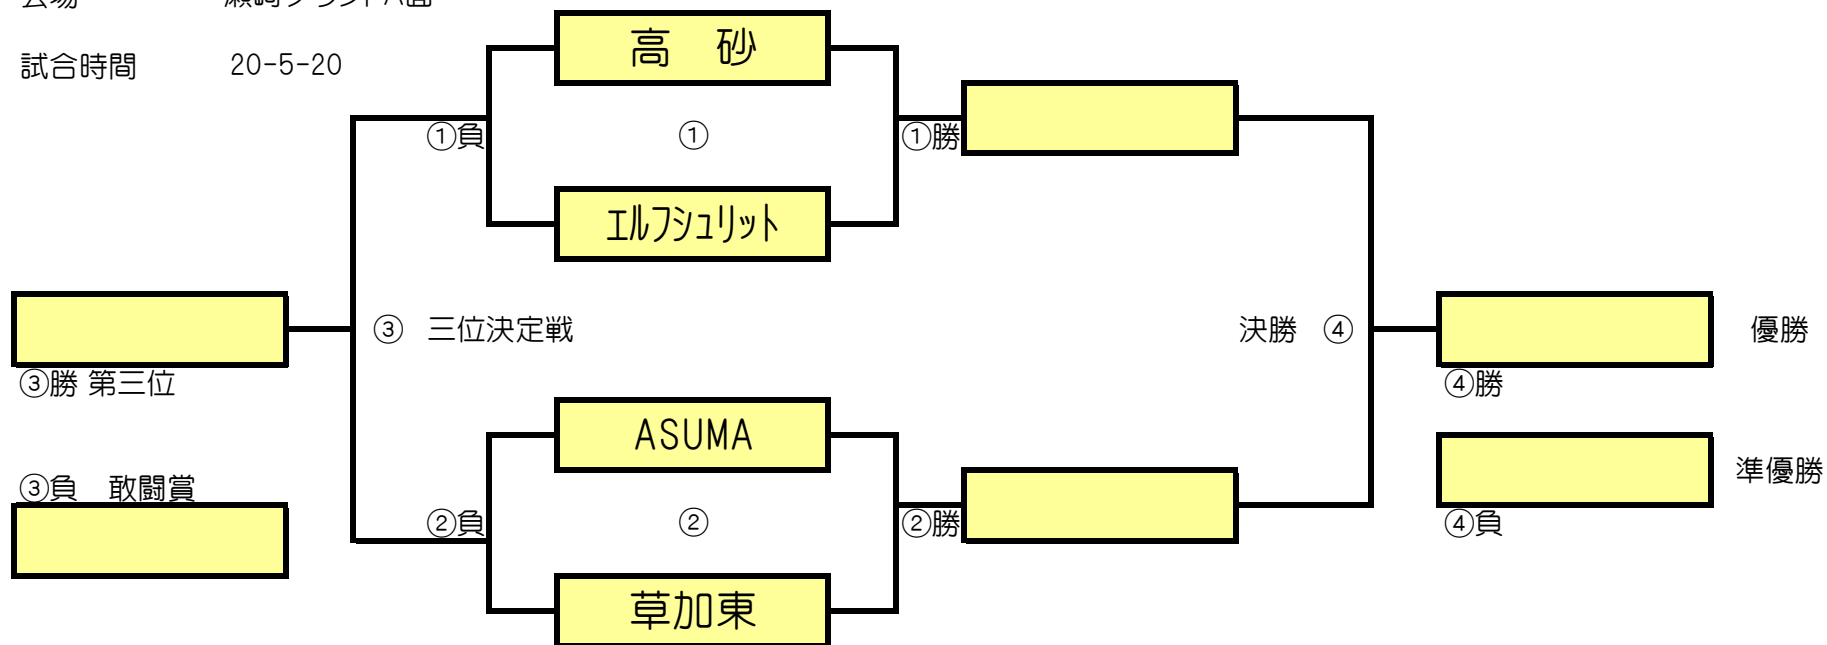 試合時間 20-5-20
高 砂
①負 ① ①勝
エルフシュリット
③ 三位決定戦
決勝 ④
優勝
③勝 第三位
④勝
ASUMA
準優勝
③負 敢闘賞
②負 ② ②勝
④負
草加東